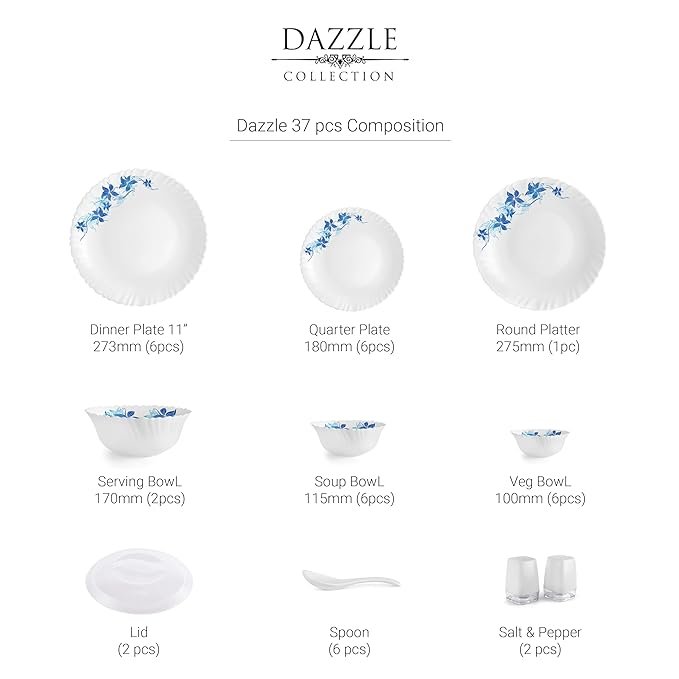 DAZZLE
COLLECTION
Dazzle 37 pcs Composition
Dinner Plate 11”
273mm (6pcs)
Quarter Plate
180mm (6pcs)
Round Platter
275mm (1pc)
Serving BowL
170mm (2pcs)
Soup BowL
115mm (6pcs)
Veg BowL
100mm (6pcs)
Lid
(2 pcs)
Spoon
(6 pcs)
Salt & Pepper
(2 pcs)